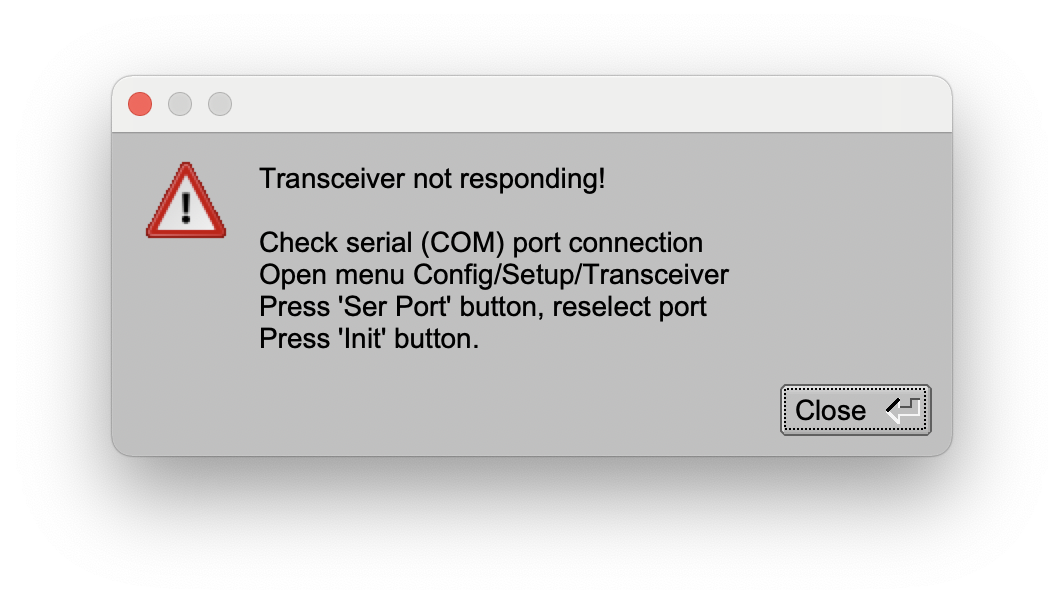 Transceiver not responding!
Check serial (COM) port connection
Open menu Config/Setup/Transceiver
Press 'Ser Port' button, reselect port
Press 'Init' button.
Close